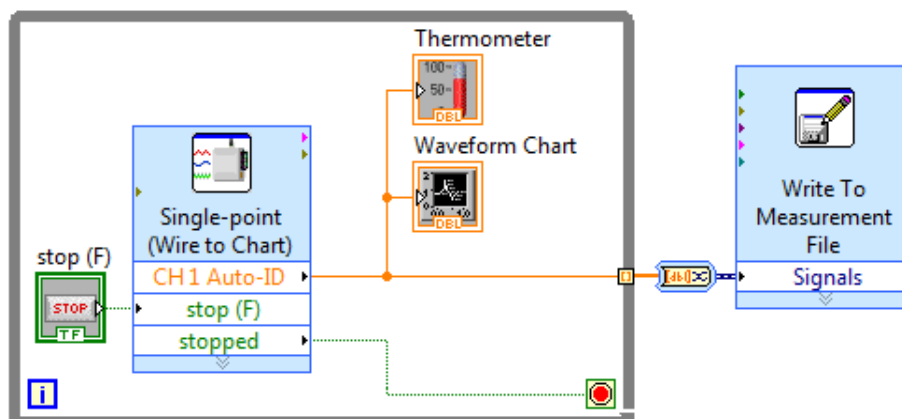 Thermometer
100
50
DBL
Waveform Chart
DBL
Single-point
(Wire to Chart)
stop (F)
CH 1 Auto-ID
STOP
TF
stop (F)
stopped
i
Write To
Measurement
File
Signals